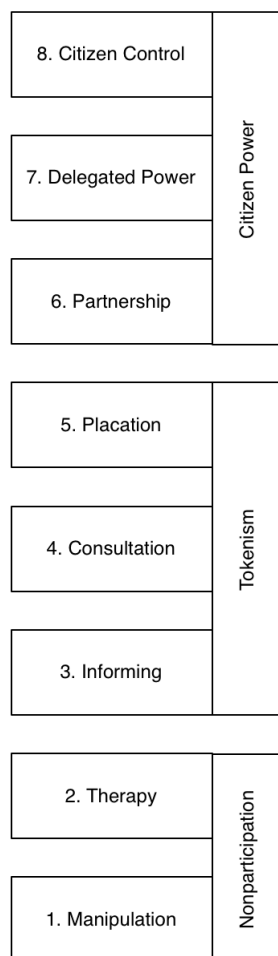 8. Citizen Control
7. Delegated Power
6. Partnership
Citizen Power
5. Placation
4. Consultation
3. Informing
Tokenism
2. Therapy
1. Manipulation
Nonparticipation